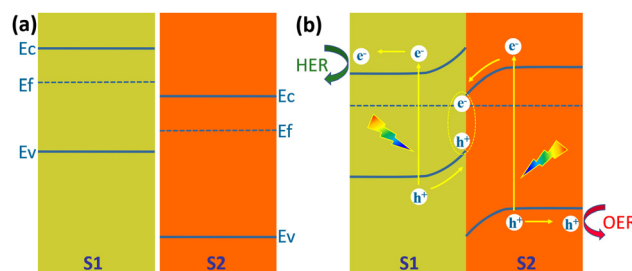 (a)
Ec
Ef
Ev
Ec
Ef
Ev
S1
S2
(b)
HER
e⁻
e⁻
e⁻
e⁻
h⁺
h⁺
h⁺
h⁺
OER
S1
S2